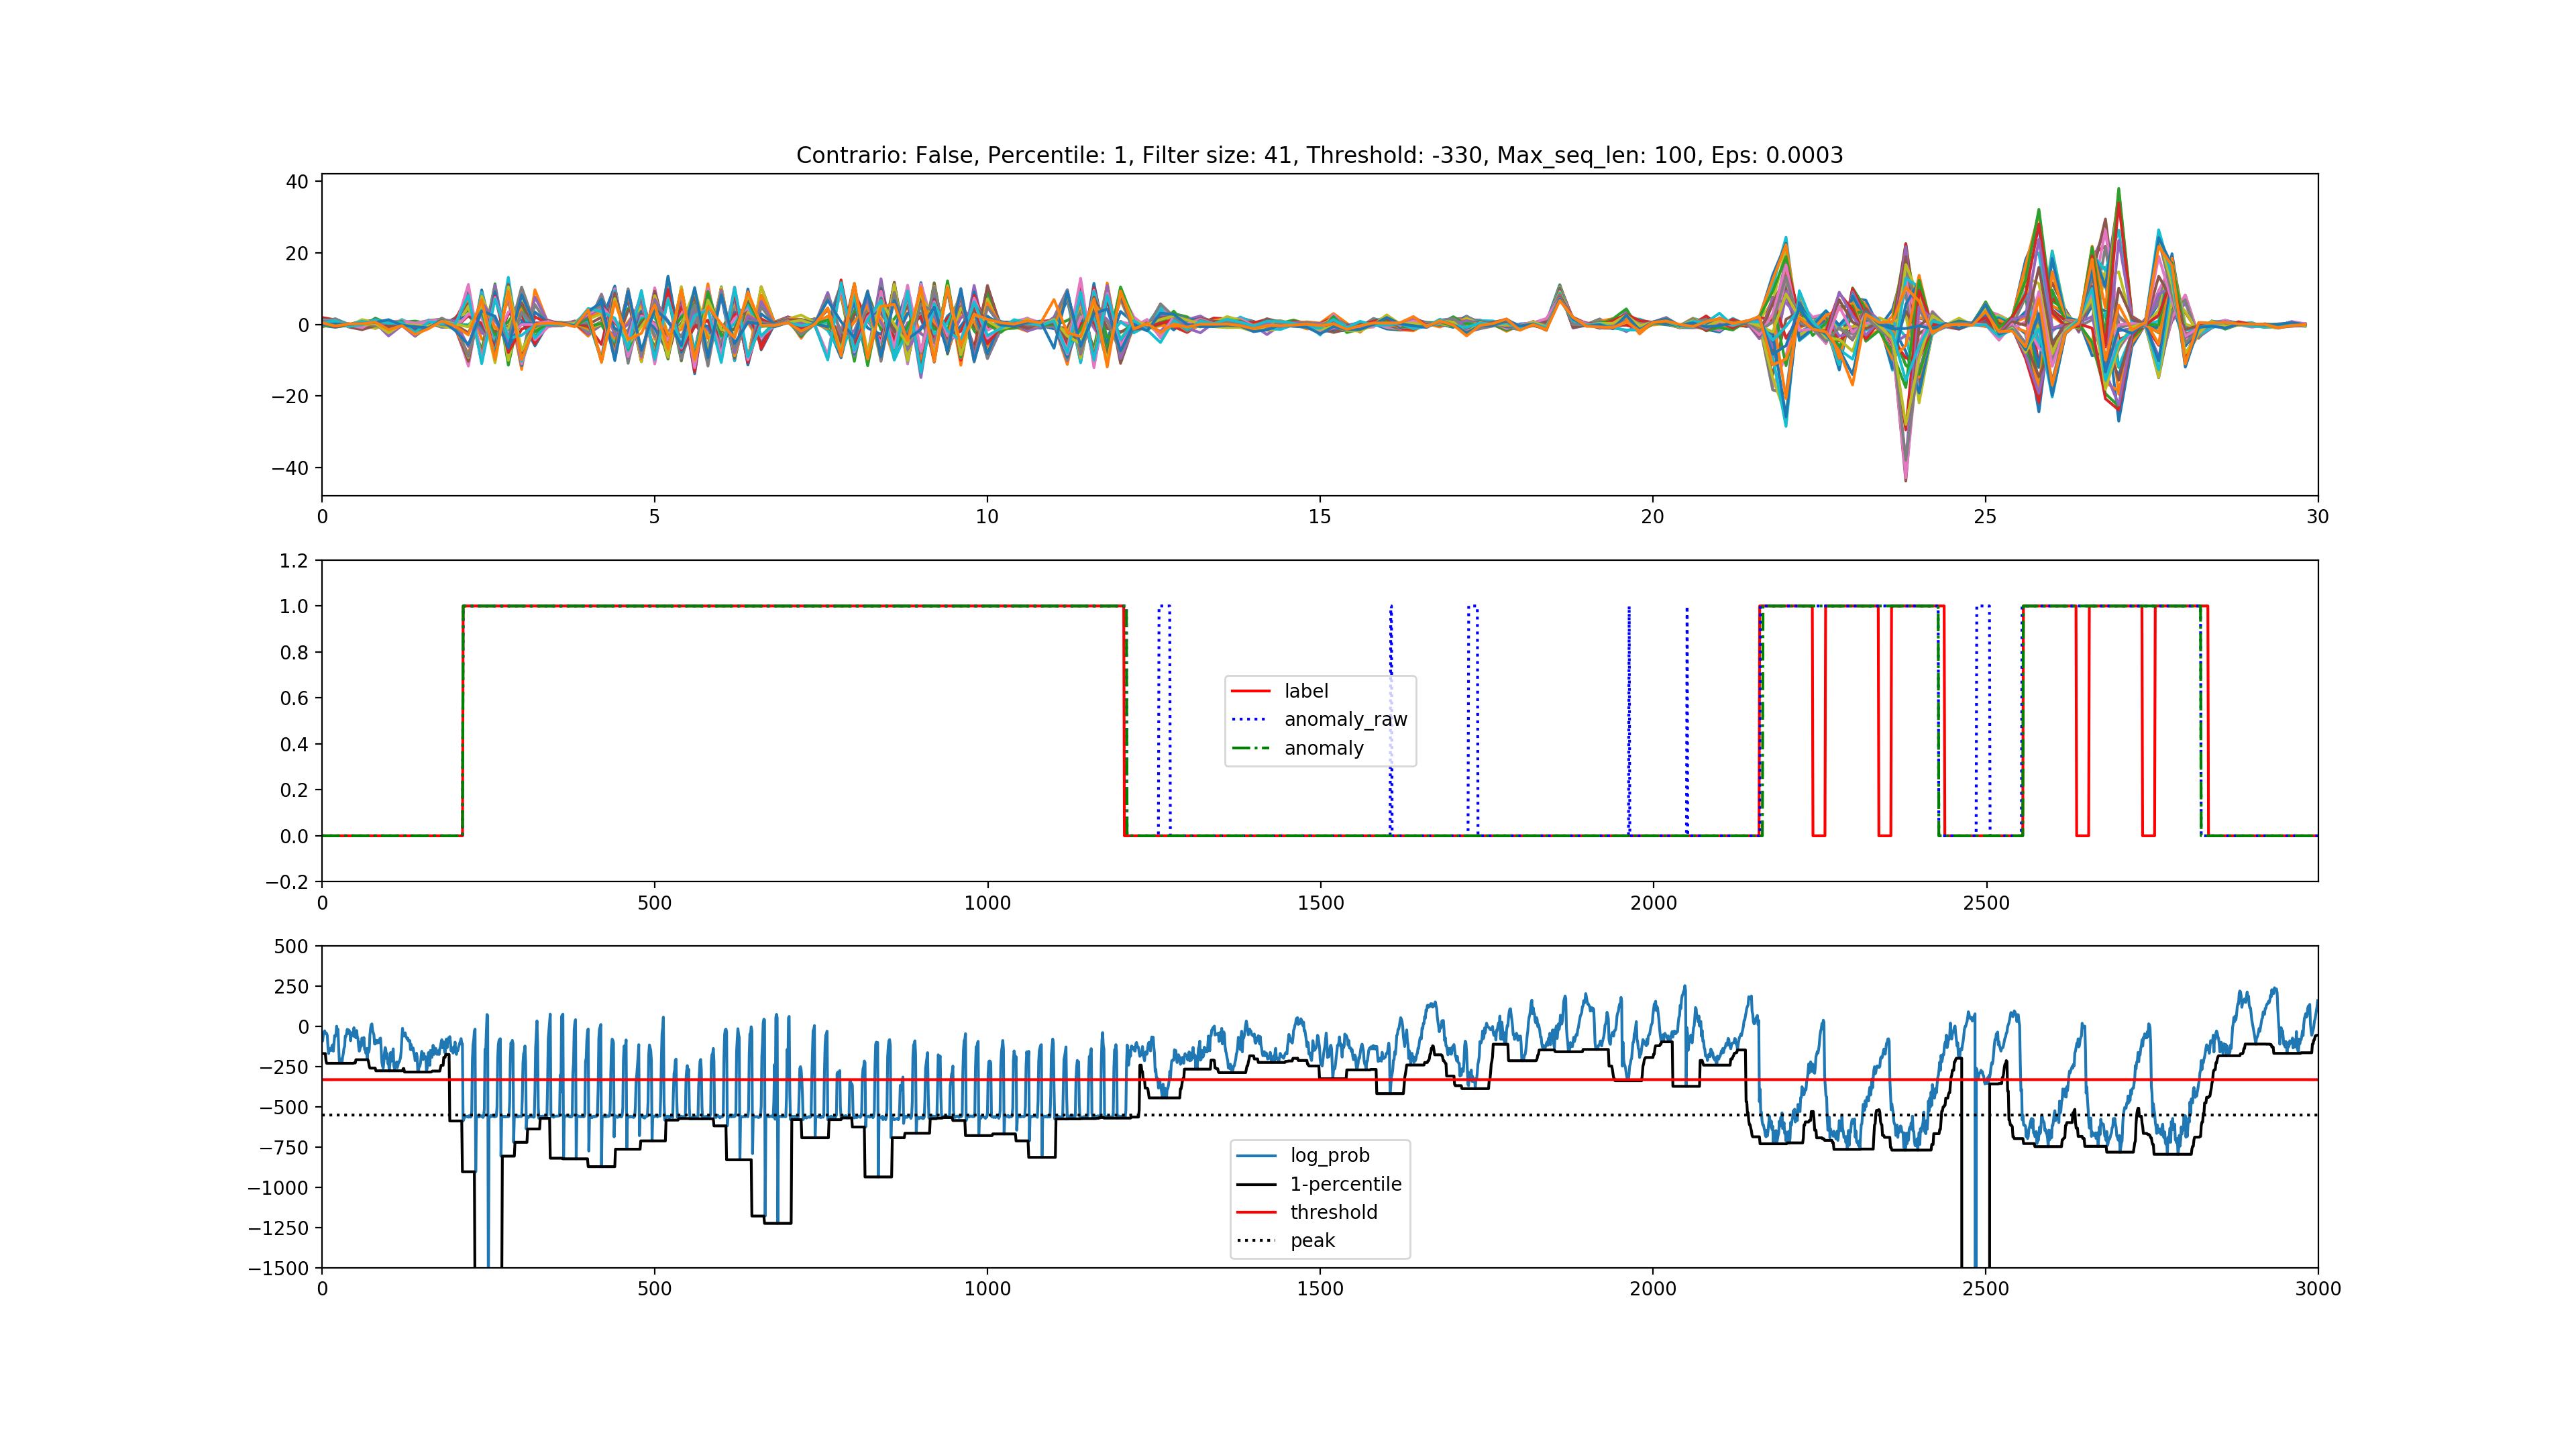 Contrario: False, Percentile: 1, Filter size: 41, Threshold: -330, Max_seq_len: 100, Eps: 0.0003
40
20
0
−20
−40
0 5 10 15 20 25 30
1.2
1.0
0.8
0.6
0.4
0.2
0.0
−0.2
label
anomaly_raw
anomaly
0 500 1000 1500 2000 2500
500
250
0
−250
−500
−750
−1000
−1250
−1500
log_prob
1-percentile
threshold
peak
0 500 1000 1500 2000 2500 3000